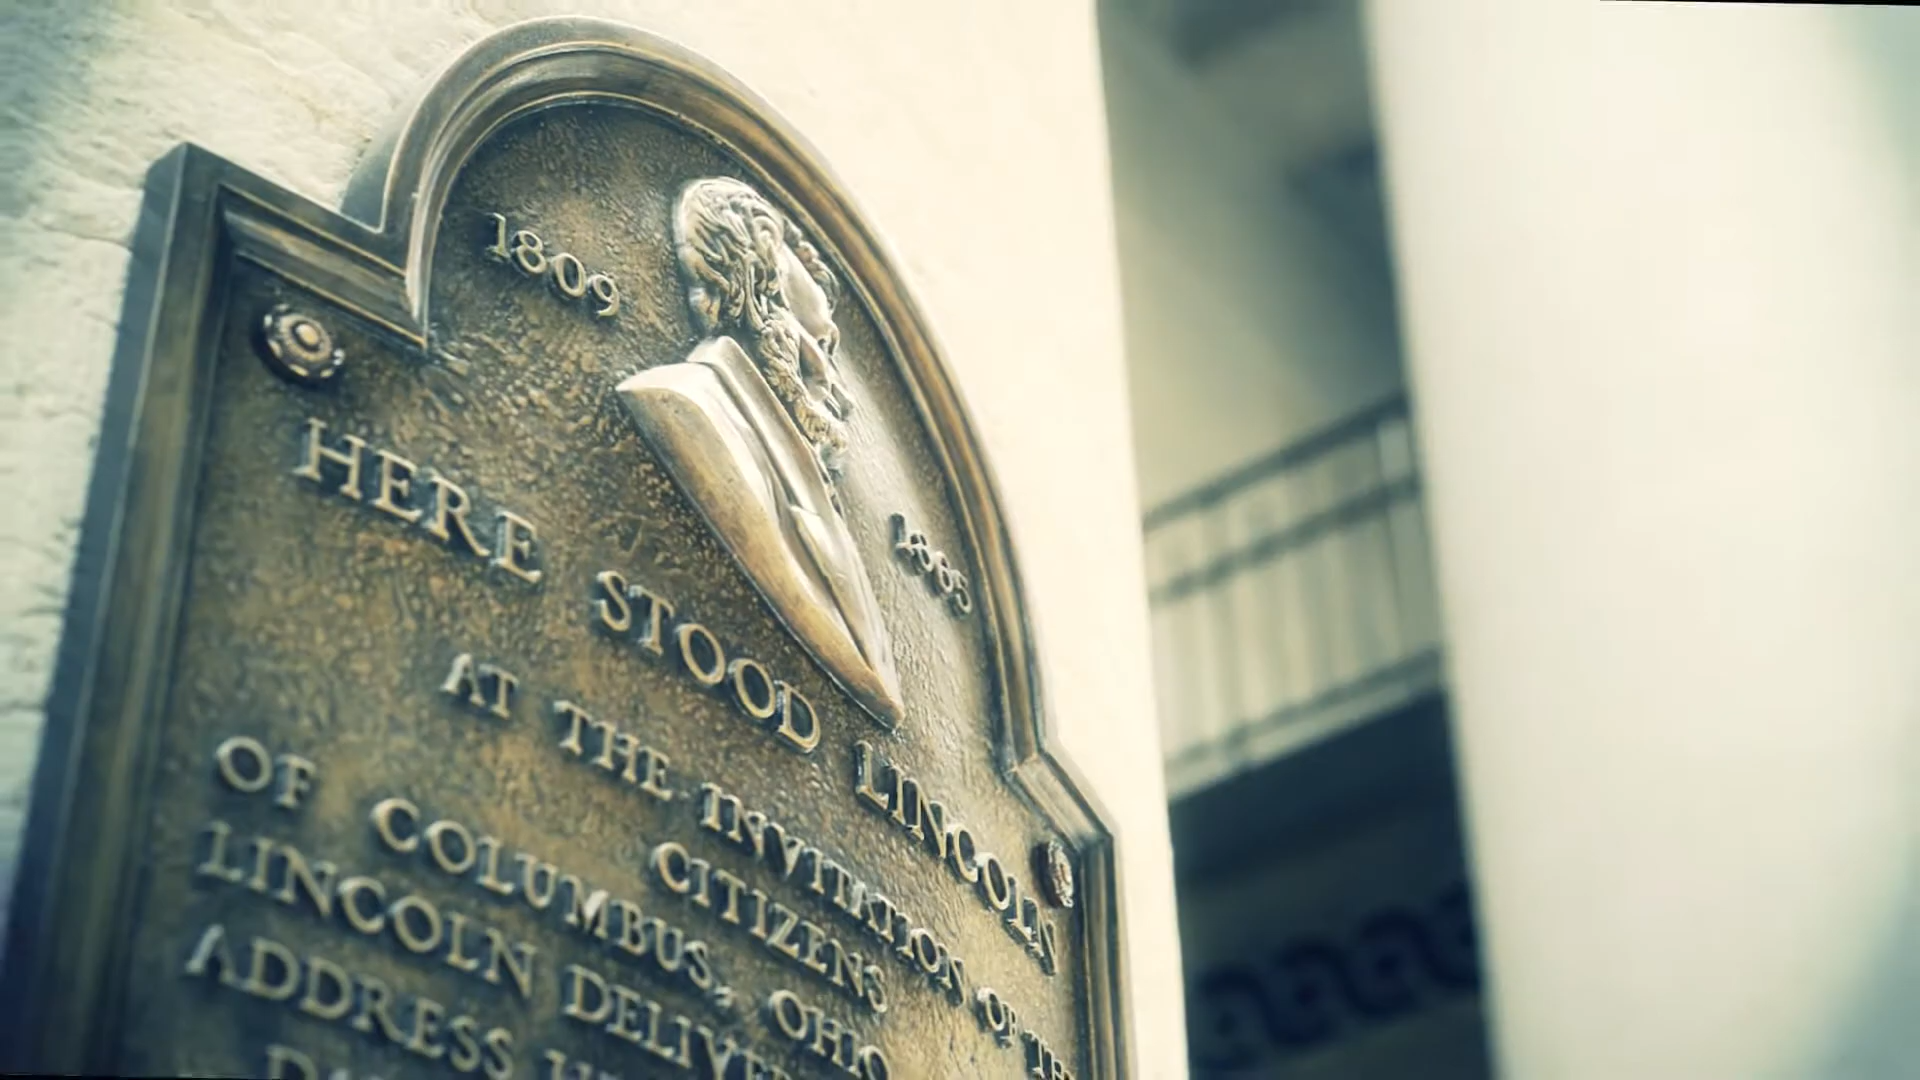 1809
1865
HERE STOOD LINCOLN
AT THE INVITATION OF THE
CITIZENS
OF COLUMBUS, OHIO
LINCOLN
ADDRESS